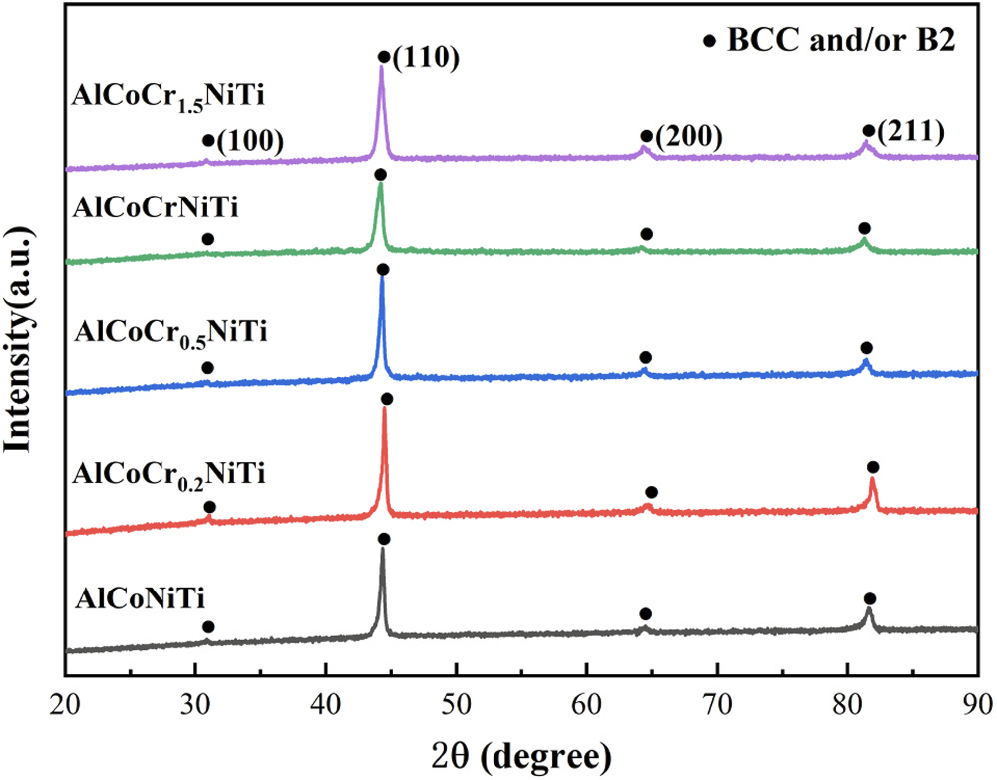 ● BCC and/or B2
●(110)
AlCoCr1.5NiTi
●(100)
●(200)
●(211)
AlCoCrNiTi
AlCoCr0.5NiTi
AlCoCr0.2NiTi
AlCoNiTi
Intensity(a.u.)
20 30 40 50 60 70 80 90
2θ (degree)